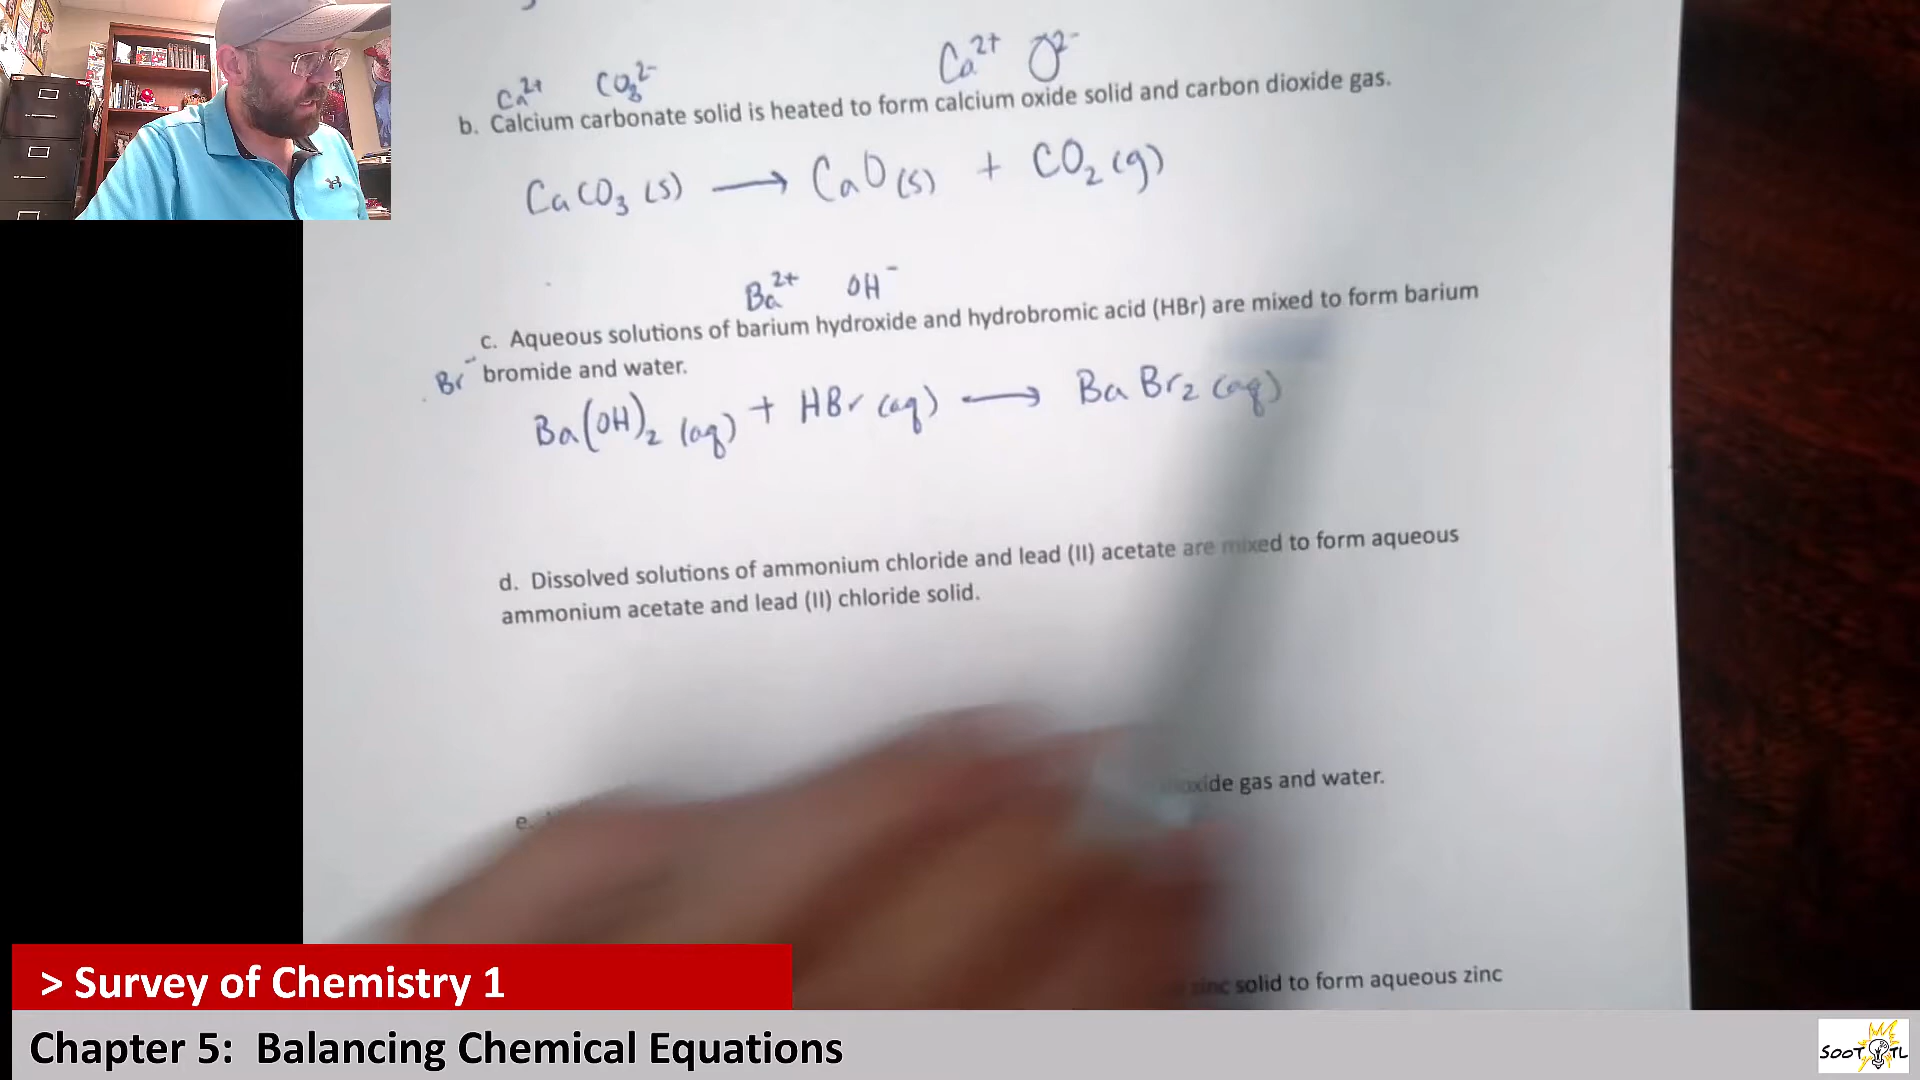 Ca²⁺ CO₃²⁻ Ca²⁺ O²⁻
b. Calcium carbonate solid is heated to form calcium oxide solid and carbon dioxide gas.
CaCO₃ (s) ⟶ CaO (s) + CO₂ (g)
Ba²⁺ OH⁻
c. Aqueous solutions of barium hydroxide and hydrobromic acid (HBr) are mixed to form barium
Br⁻ bromide and water.
Ba(OH)₂ (aq) + HBr (aq) ⟶ BaBr₂ (aq)
d. Dissolved solutions of ammonium chloride and lead (II) acetate are mixed to form aqueous
ammonium acetate and lead (II) chloride solid.
e. gas and water.
zinc solid to form aqueous zinc
> Survey of Chemistry 1
Chapter 5: Balancing Chemical Equations
SOOTTL